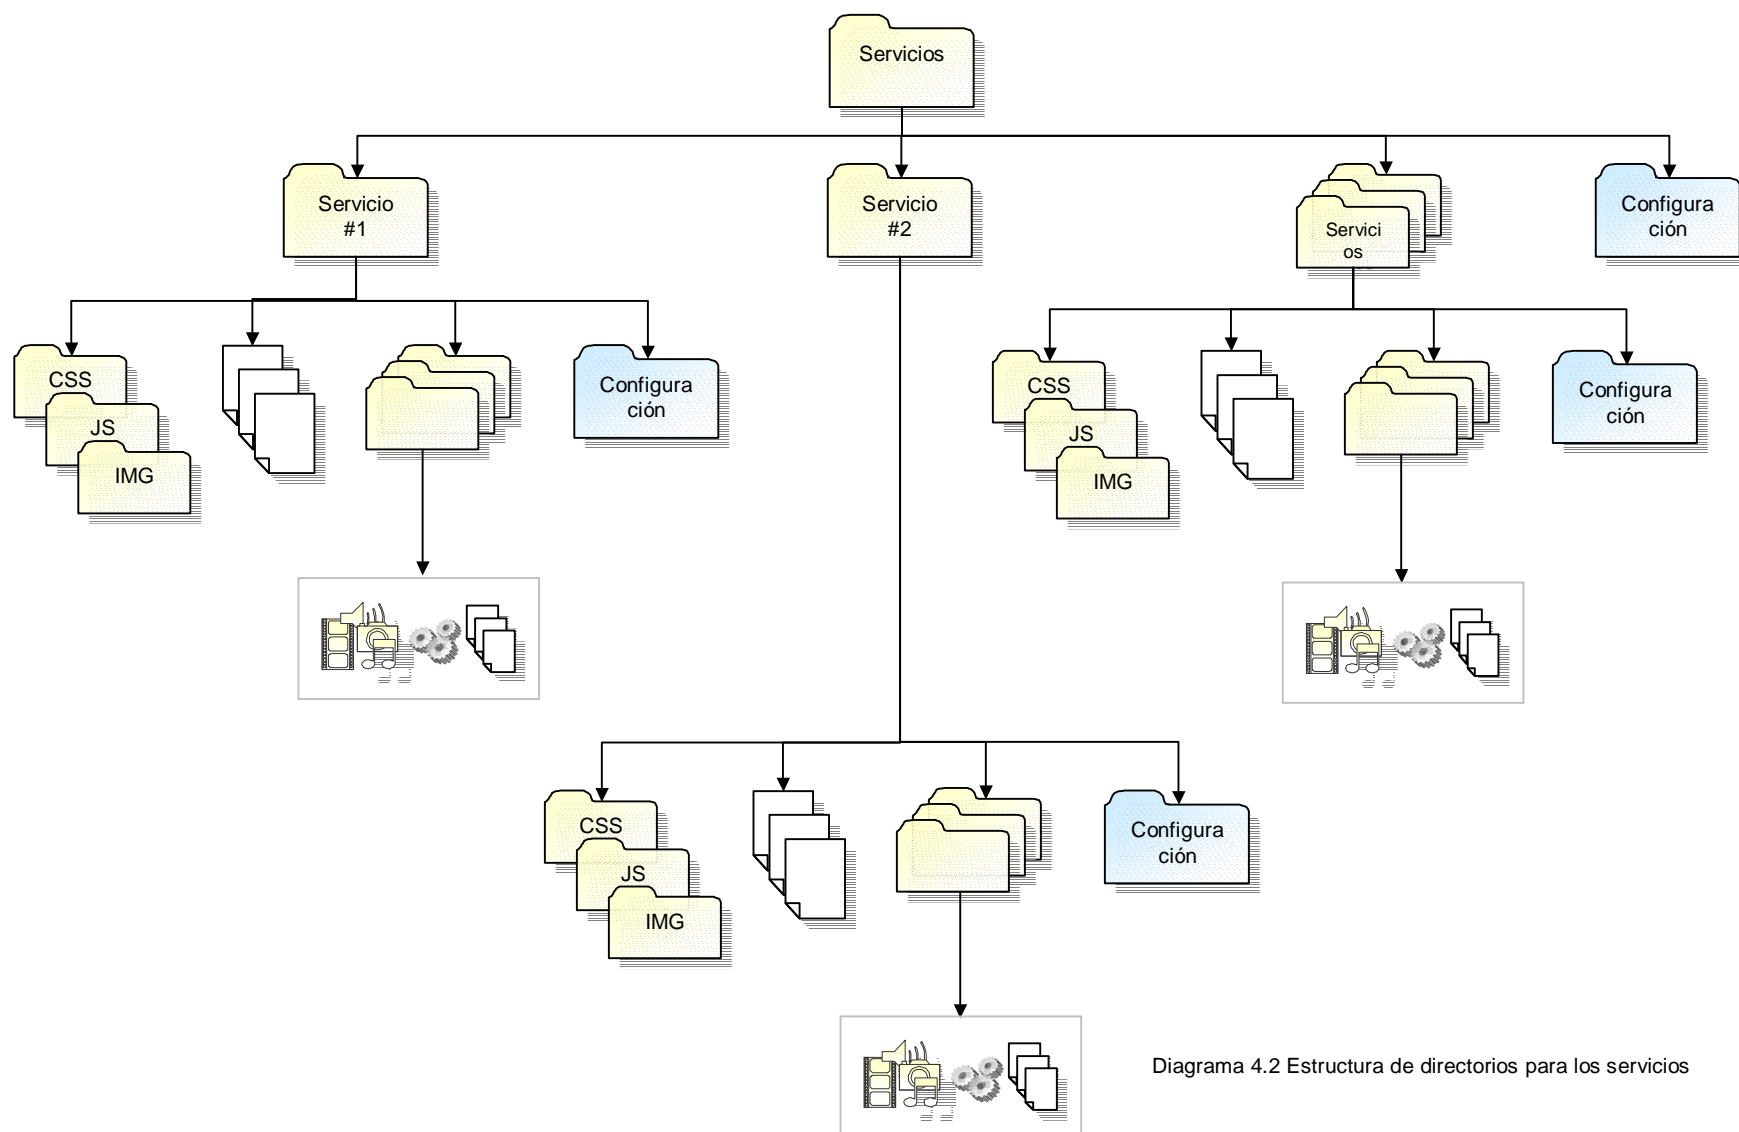 Servicios
Servicio
#1
Servicio
#2
Servici
os
Configura
ción
CSS
JS
IMG
Configura
ción
CSS
JS
IMG
Configura
ción
CSS
JS
IMG
Configura
ción
Diagrama 4.2 Estructura de directorios para los servicios